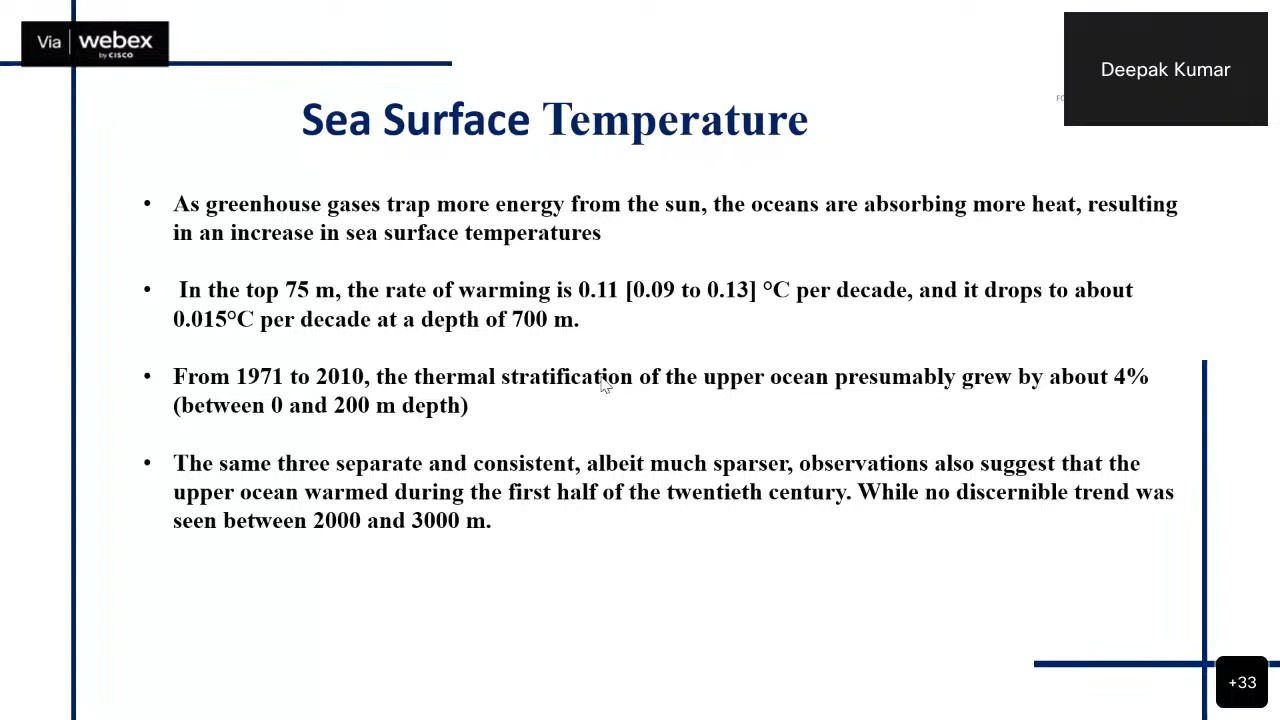 Via | webex
by CISCO
Deepak Kumar
Sea Surface Temperature
• As greenhouse gases trap more energy from the sun, the oceans are absorbing more heat, resulting
in an increase in sea surface temperatures
• In the top 75 m, the rate of warming is 0.11 [0.09 to 0.13] °C per decade, and it drops to about
0.015°C per decade at a depth of 700 m.
• From 1971 to 2010, the thermal stratification of the upper ocean presumably grew by about 4%
(between 0 and 200 m depth)
• The same three separate and consistent, albeit much sparser, observations also suggest that the
upper ocean warmed during the first half of the twentieth century. While no discernible trend was
seen between 2000 and 3000 m.
+33